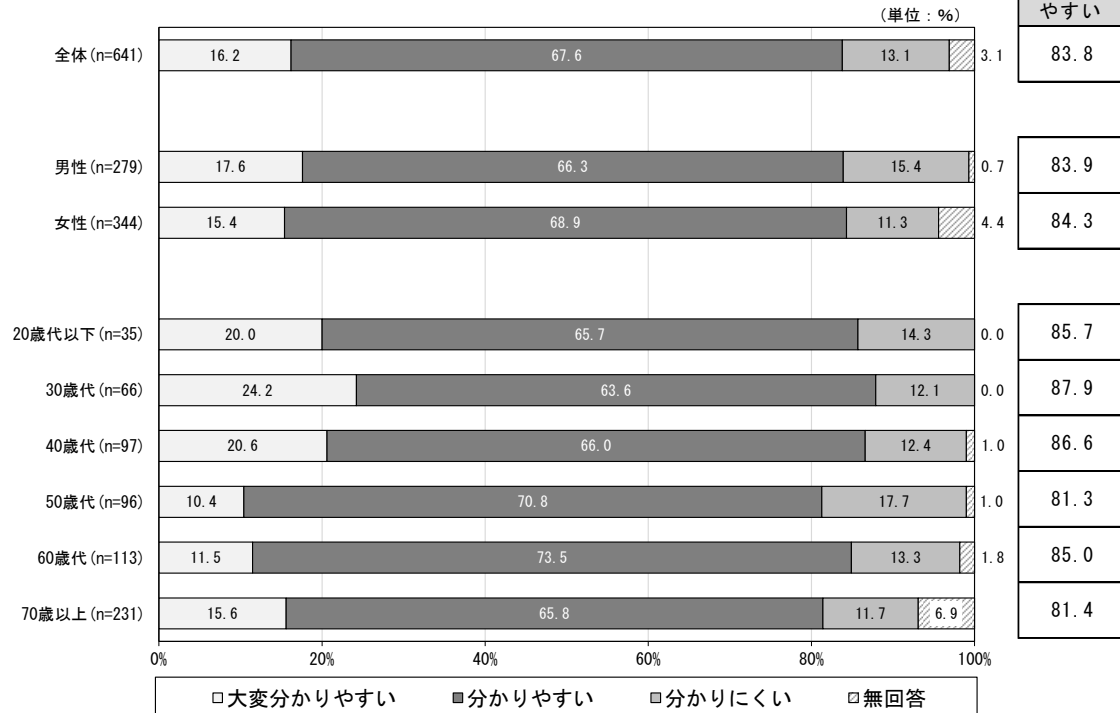 (単位：%)
やすい
全体(n=641) 16.2 67.6 13.1 3.1 83.8
男性(n=279) 17.6 66.3 15.4 0.7 83.9
女性(n=344) 15.4 68.9 11.3 4.4 84.3
20歳代以下(n=35) 20.0 65.7 14.3 0.0 85.7
30歳代(n=66) 24.2 63.6 12.1 0.0 87.9
40歳代(n=97) 20.6 66.0 12.4 1.0 86.6
50歳代(n=96) 10.4 70.8 17.7 1.0 81.3
60歳代(n=113) 11.5 73.5 13.3 1.8 85.0
70歳以上(n=231) 15.6 65.8 11.7 6.9 81.4
0% 20% 40% 60% 80% 100%
大変分かりやすい 分かりやすい 分かりにくい 無回答